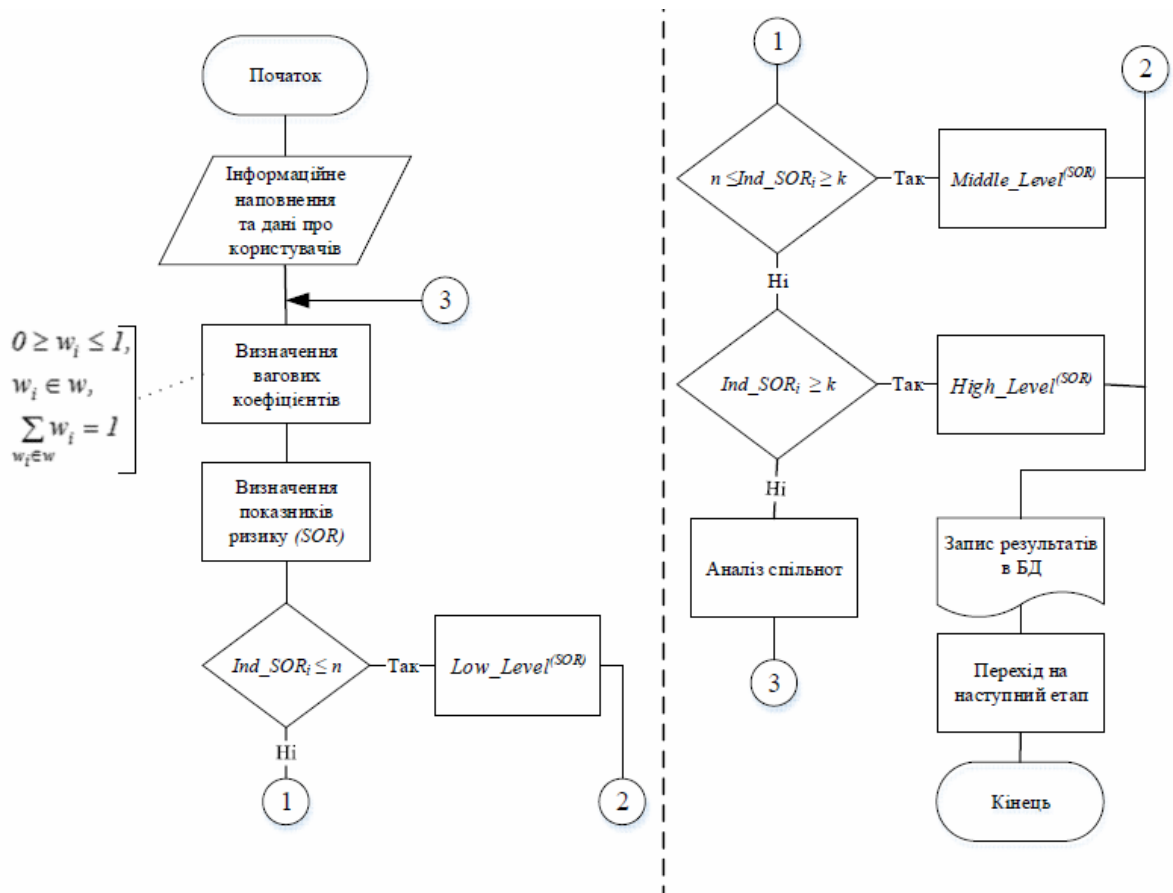 Початок
Інформаційне
наповнення
та дані про
користувачів
3
0 ≥ wᵢ ≤ 1,
wᵢ ∈ w,
∑ wᵢ = 1
wᵢ∈w
Визначення
вагових
коефіцієнтів
Визначення
показників
ризику (SOR)
Ind_SORᵢ ≤ n
Так
Low_Level⁽ˢᴼᴿ⁾
Ні
1
2
1
2
n ≤Ind_SORᵢ ≥ k
Так
Middle_Level⁽ˢᴼᴿ⁾
Ні
Ind_SORᵢ ≥ k
Так
High_Level⁽ˢᴼᴿ⁾
Ні
Аналіз спільнот
3
Запис результатів
в БД
Перехід на
наступний етап
Кінець